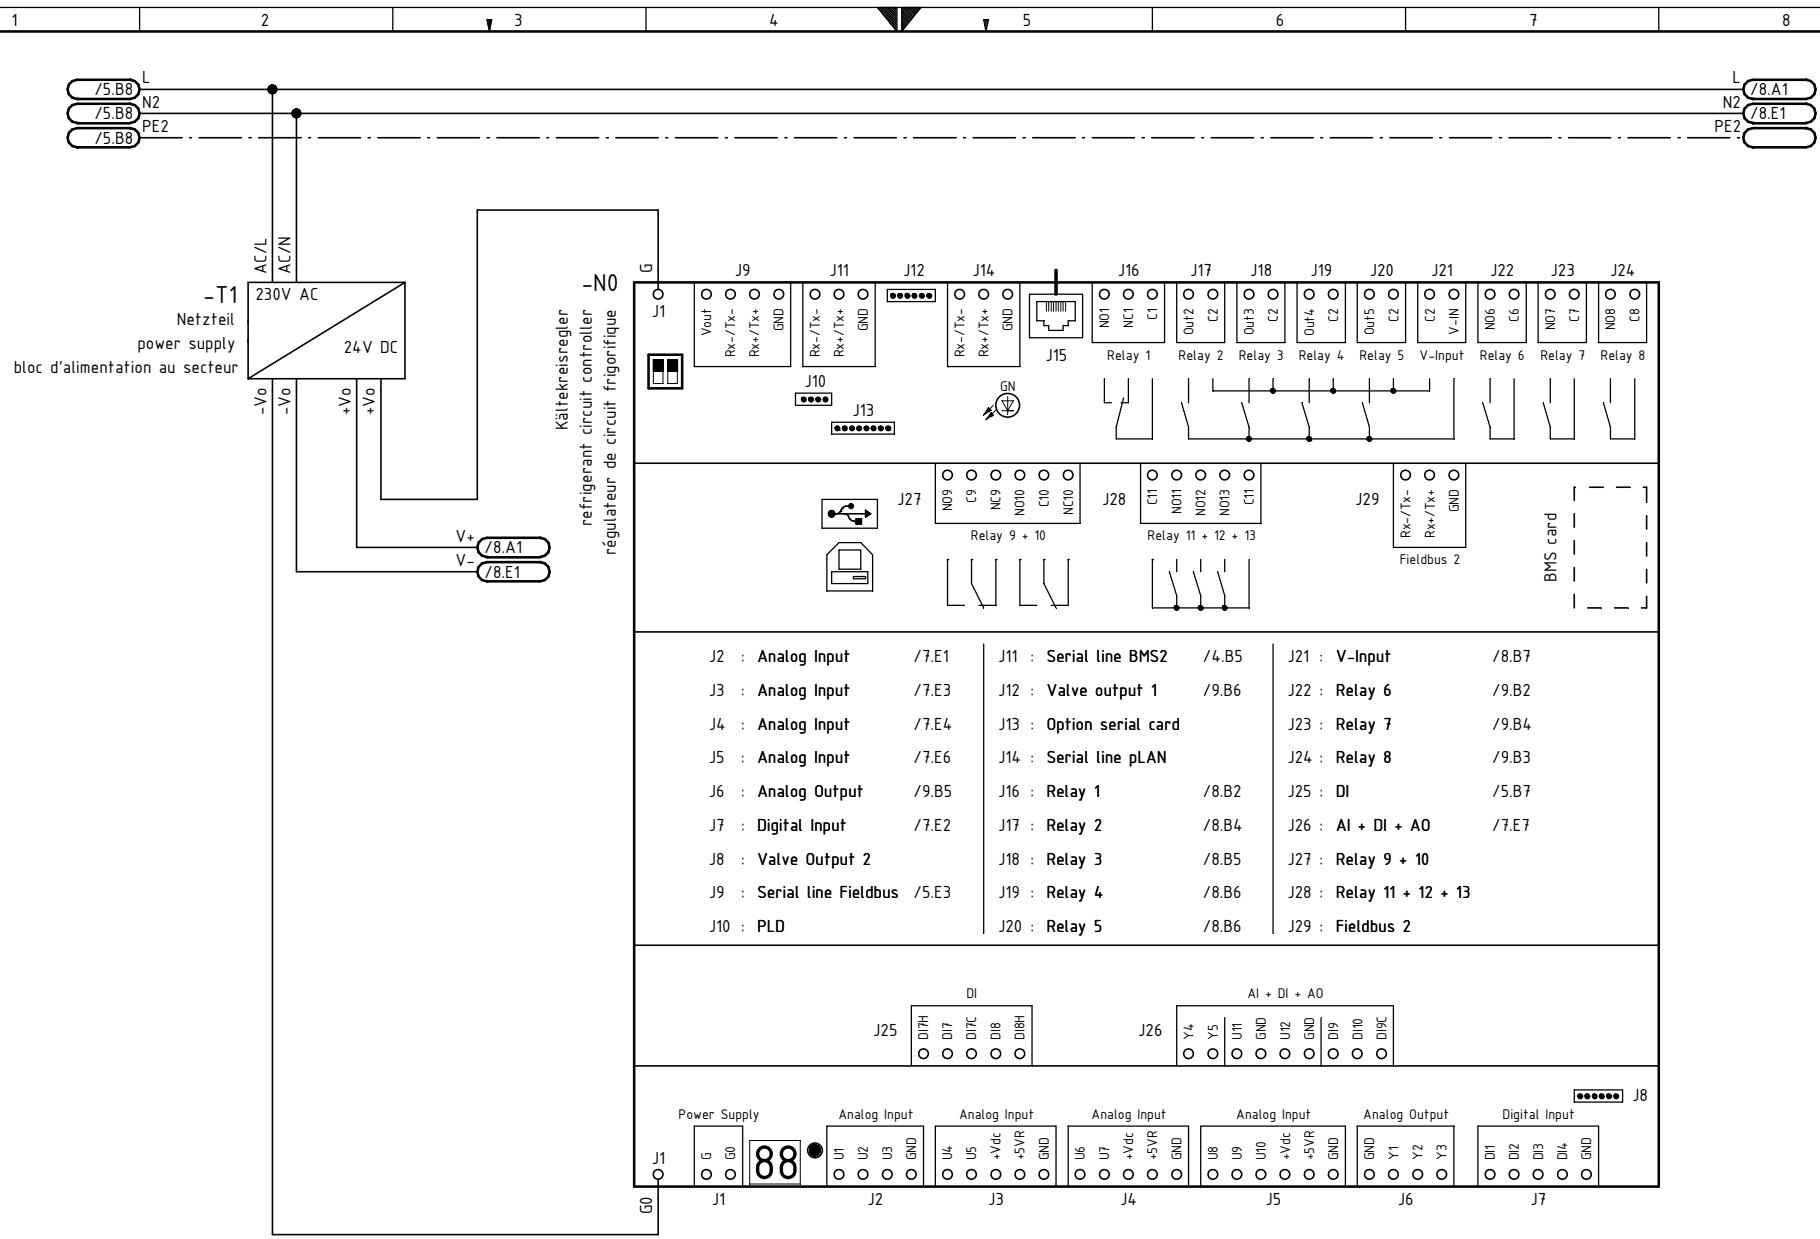 1 2 3 4 5 6 7 8
L L
/5.B8 /8.A1
N2 N2
/5.B8 /8.E1
PE2 PE2
/5.B8
AC/L AC/N
-T1 230V AC
Netzteil
power supply 24V DC
bloc d'alimentation au secteur
-Vo -Vo +Vo +Vo
V+ /8.A1
V- /8.E1
-N0
Kältekreisregler
refrigerant circuit controller
régulateur de circuit frigorifique
G J9 J11 J12 J14 J16 J17 J18 J19 J20 J21 J22 J23 J24
J1
Vout Rx-/Tx- Rx+/Tx+ GND
Rx-/Tx- Rx+/Tx+ GND
Rx-/Tx- Rx+/Tx+ GND
NO1 NC1 C1 Out2 C2 Out3 C2 Out4 C2 Out5 C2 C2 V-IN NO6 C6 NO7 C7 NO8 C8
J15 Relay 1 Relay 2 Relay 3 Relay 4 Relay 5 V-Input Relay 6 Relay 7 Relay 8
J10
GN
J13
J27 NO9 C9 NC9 NO10 C10 NC10
J28 C11 NO11 NO12 NO13 C11
J29 Rx-/Tx- Rx+/Tx+ GND
Relay 9 + 10 Relay 11 + 12 + 13
Fieldbus 2
BMS card
J2 : Analog Input /7.E1 J11 : Serial line BMS2 /4.B5 J21 : V-Input /8.B7
J3 : Analog Input /7.E3 J12 : Valve output 1 /9.B6 J22 : Relay 6 /9.B2
J4 : Analog Input /7.E4 J13 : Option serial card J23 : Relay 7 /9.B4
J5 : Analog Input /7.E6 J14 : Serial line pLAN J24 : Relay 8 /9.B3
J6 : Analog Output /9.B5 J16 : Relay 1 /8.B2 J25 : DI /5.B7
J7 : Digital Input /7.E2 J17 : Relay 2 /8.B4 J26 : AI + DI + AO /7.E7
J8 : Valve Output 2 J18 : Relay 3 /8.B5 J27 : Relay 9 + 10
J9 : Serial line Fieldbus /5.E3 J19 : Relay 4 /8.B6 J28 : Relay 11 + 12 + 13
J10 : PLD J20 : Relay 5 /8.B6 J29 : Fieldbus 2
DI AI + DI + AO
J25 DI7H DI7 DI7C DI8 DI8H
J26 Y4 Y5 U11 GND U12 GND DI9 DI10 DI9C
J8
Power Supply Analog Input Analog Input Analog Input Analog Input Analog Output Digital Input
J1 G G0 88 U1 U2 U3 GND U4 U5 +Vdc +5VR GND U6 U7 +Vdc +5VR GND U8 U9 U10 +Vdc +5VR GND GND Y1 Y2 Y3 DI1 DI2 DI3 DI4 GND
G0 J1 J2 J3 J4 J5 J6 J7